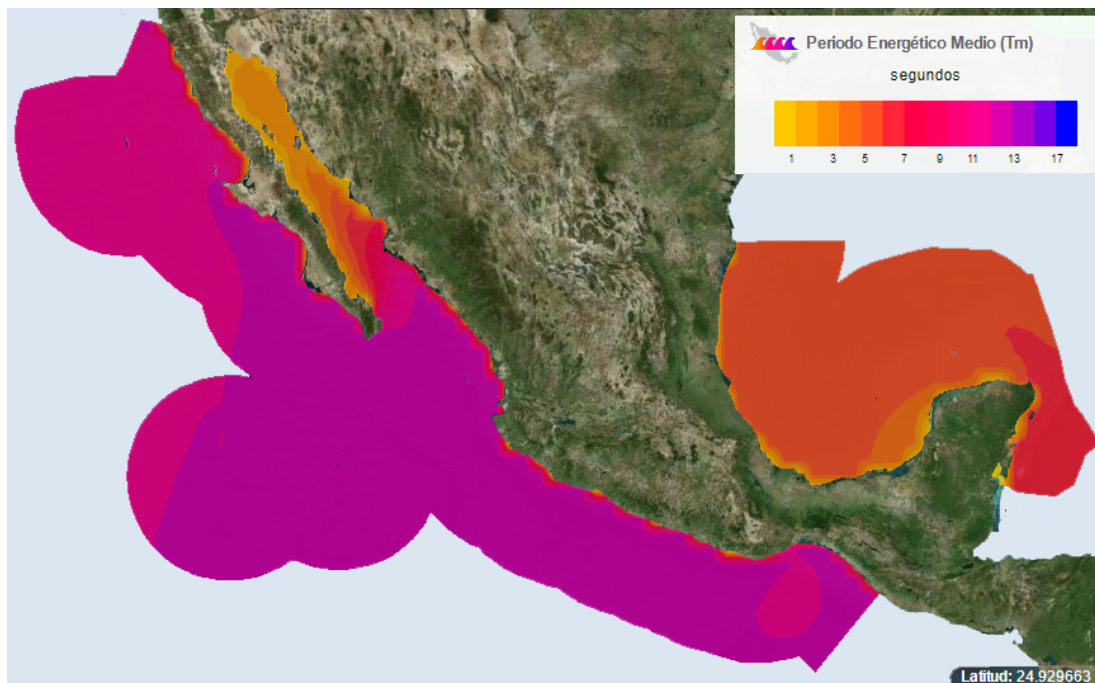 Periodo Energético Medio (Tm)
segundos
1 3 5 7 9 11 13 17
Latitud: 24.929663